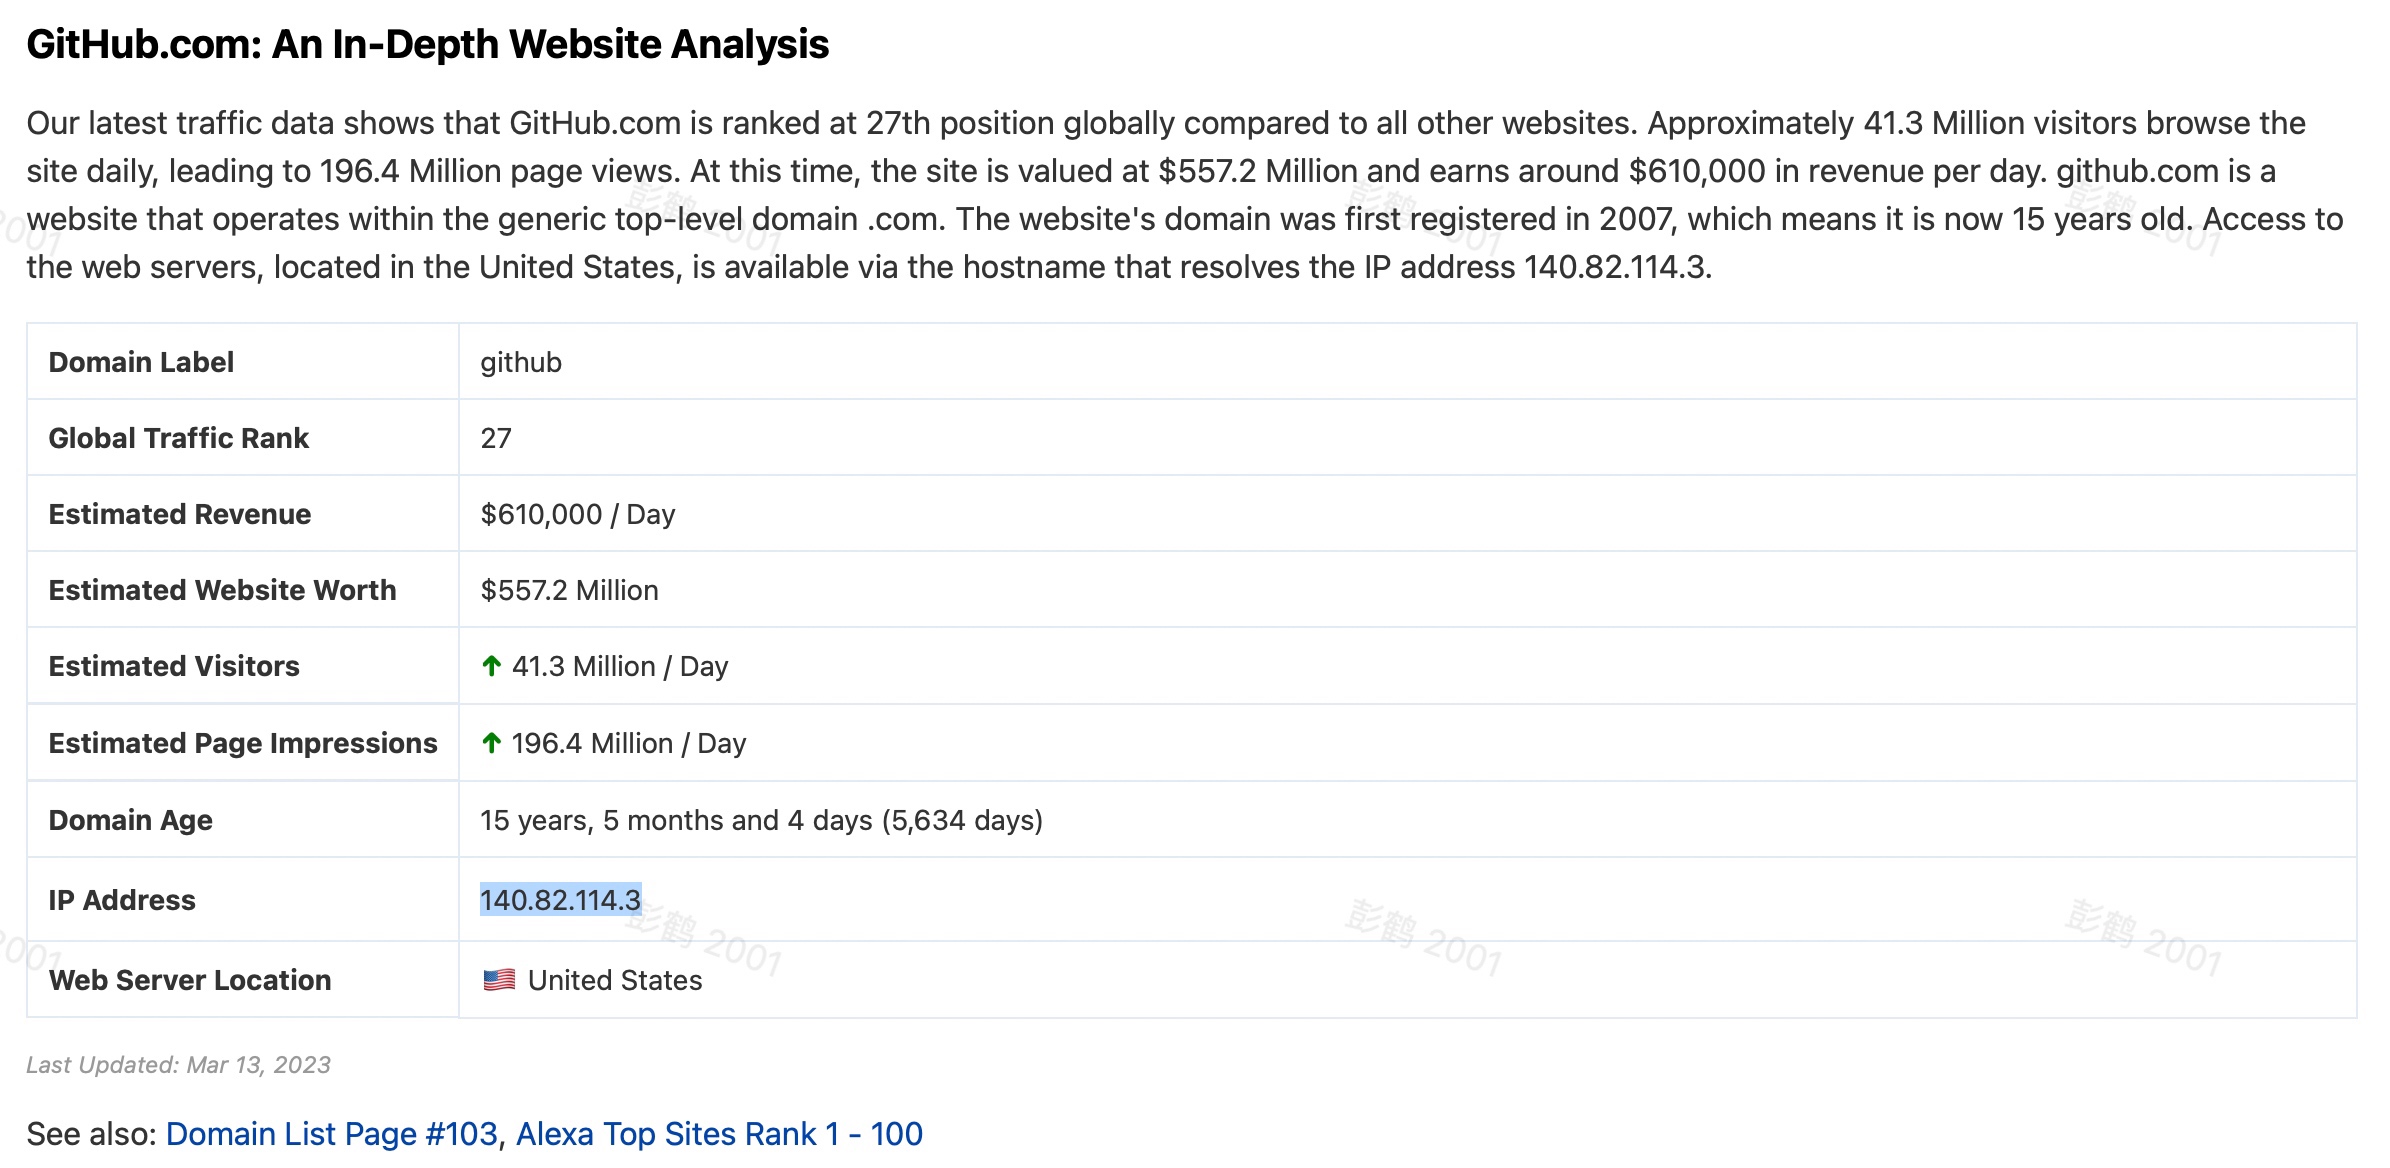 GitHub.com: An In-Depth Website Analysis
Our latest traffic data shows that GitHub.com is ranked at 27th position globally compared to all other websites. Approximately 41.3 Million visitors browse the
site daily, leading to 196.4 Million page views. At this time, the site is valued at $557.2 Million and earns around $610,000 in revenue per day. github.com is a
website that operates within the generic top-level domain .com. The website's domain was first registered in 2007, which means it is now 15 years old. Access to
the web servers, located in the United States, is available via the hostname that resolves the IP address 140.82.114.3.
彭鹤 2001
彭鹤 2001
彭鹤 2001
2001
Domain Label github
Global Traffic Rank 27
Estimated Revenue $610,000 / Day
Estimated Website Worth $557.2 Million
Estimated Visitors 41.3 Million / Day
Estimated Page Impressions 196.4 Million / Day
Domain Age 15 years, 5 months and 4 days (5,634 days)
IP Address 140.82.114.3
彭鹤 2001
彭鹤 2001
彭鹤 2001
2001
Web Server Location United States
Last Updated: Mar 13, 2023
See also: Domain List Page #103, Alexa Top Sites Rank 1 - 100